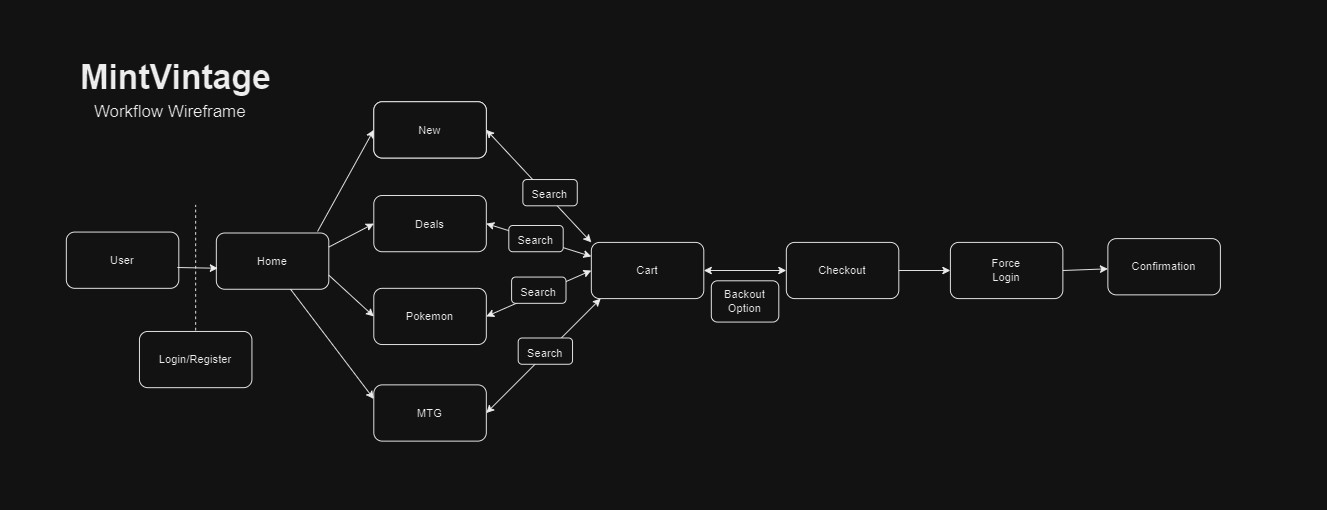 MintVintage
Workflow Wireframe
New
Search
Deals
Search
User
Home
Cart
Checkout
Force
Login
Confirmation
Pokemon
Search
Backout
Option
Login/Register
Search
MTG